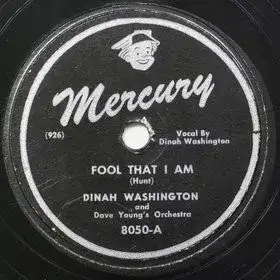 Mercury
(926)
Vocal By
Dinah Washington
FOOL THAT I AM
(Hunt)
DINAH WASHINGTON
and
Dave Young's Orchestra
8050-A